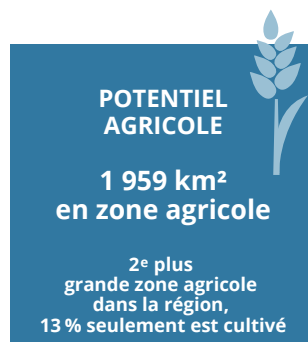 POTENTIEL
AGRICOLE
1 959 km²
en zone agricole
2ᵉ plus
grande zone agricole
dans la région,
13 % seulement est cultivé